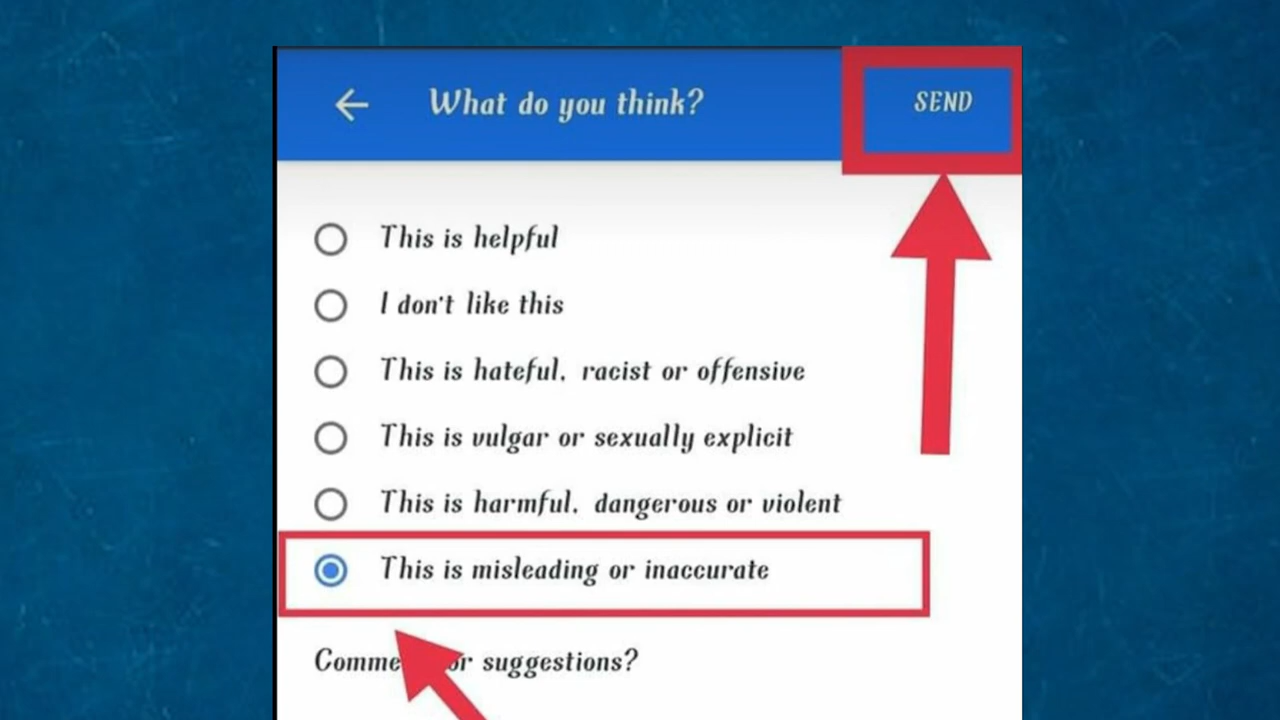 What do you think?
SEND
This is helpful
I don't like this
This is hateful, racist or offensive
This is vulgar or sexually explicit
This is harmful, dangerous or violent
This is misleading or inaccurate
suggestions?